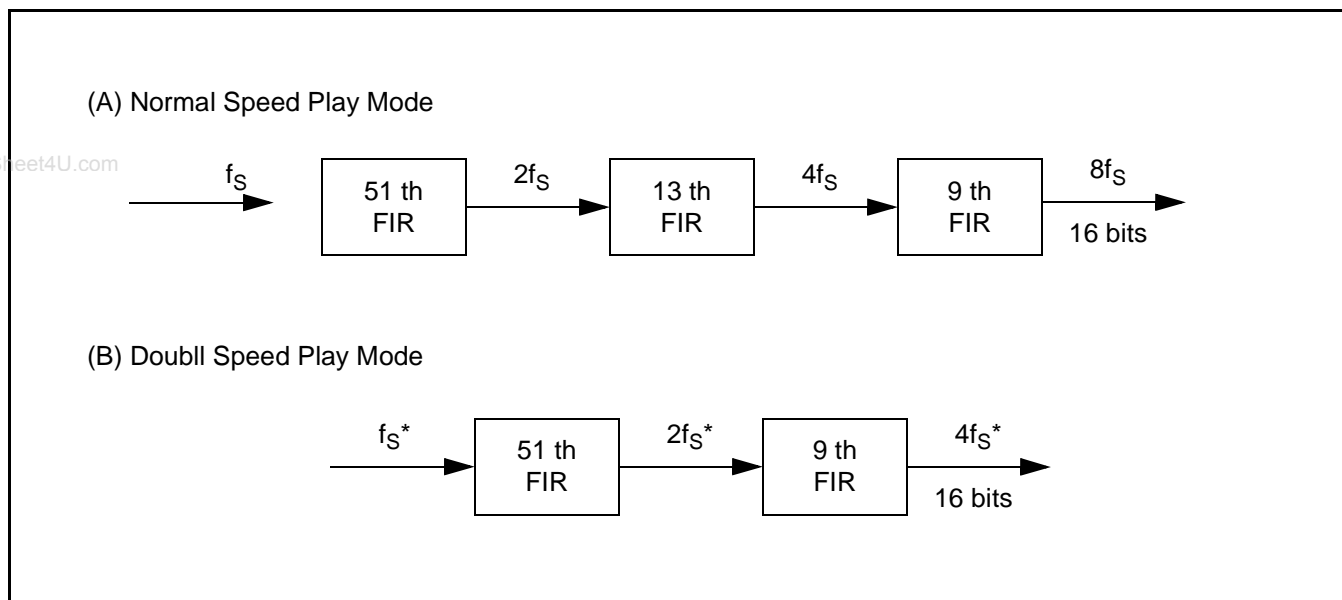 (A) Normal Speed Play Mode
heet4U.com
fS 2fS 4fS 8fS
51 th 13 th 9 th
FIR FIR FIR
16 bits
(B) Doubll Speed Play Mode
fS* 2fS* 4fS*
51 th 9 th
FIR FIR
16 bits